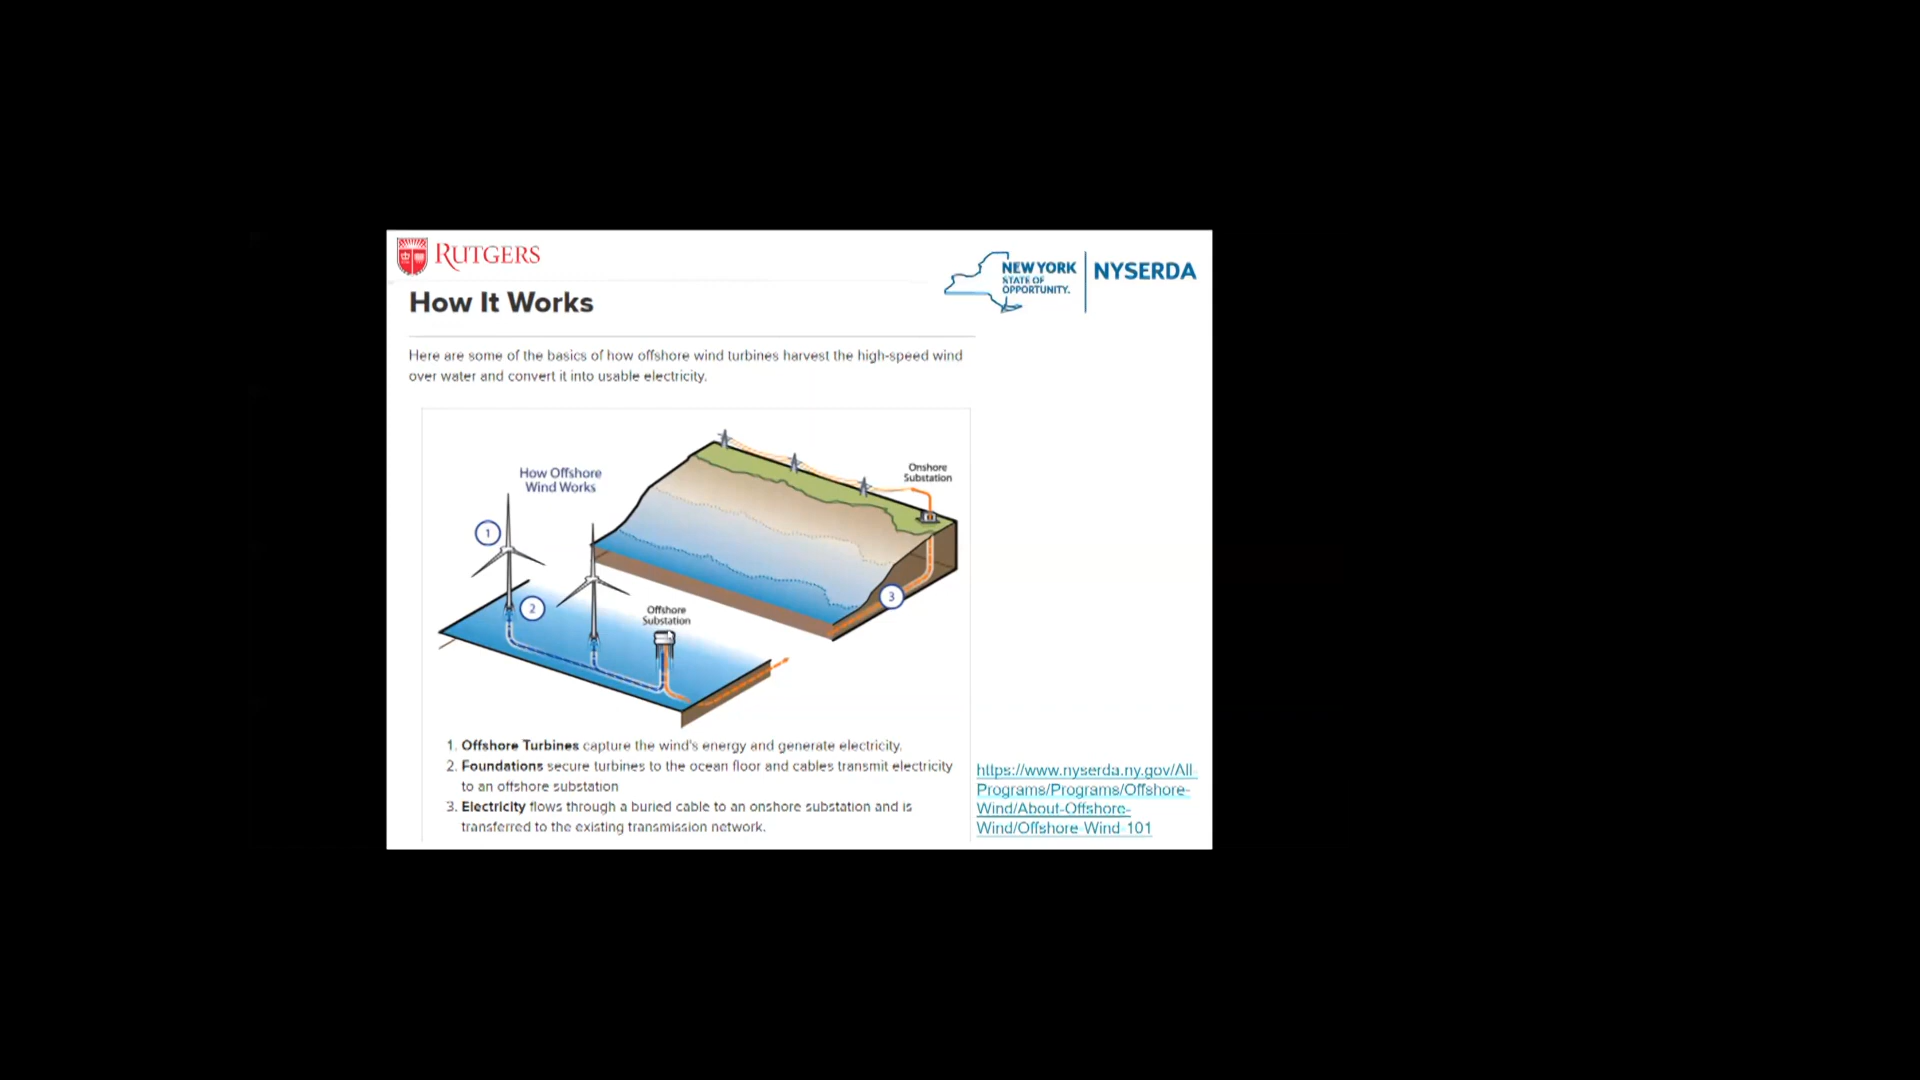 RUTGERS
NEW YORK
STATE OF
OPPORTUNITY.
NYSERDA
How It Works
Here are some of the basics of how offshore wind turbines harvest the high-speed wind
over water and convert it into usable electricity.
How Offshore
Wind Works
Onshore
Substation
1
2
Offshore
Substation
3
1. Offshore Turbines capture the wind's energy and generate electricity.
2. Foundations secure turbines to the ocean floor and cables transmit electricity
to an offshore substation
3. Electricity flows through a buried cable to an onshore substation and is
transferred to the existing transmission network.
https://www.nyserda.ny.gov/All-
Programs/Programs/Offshore-
Wind/About-Offshore-
Wind/Offshore-Wind-101